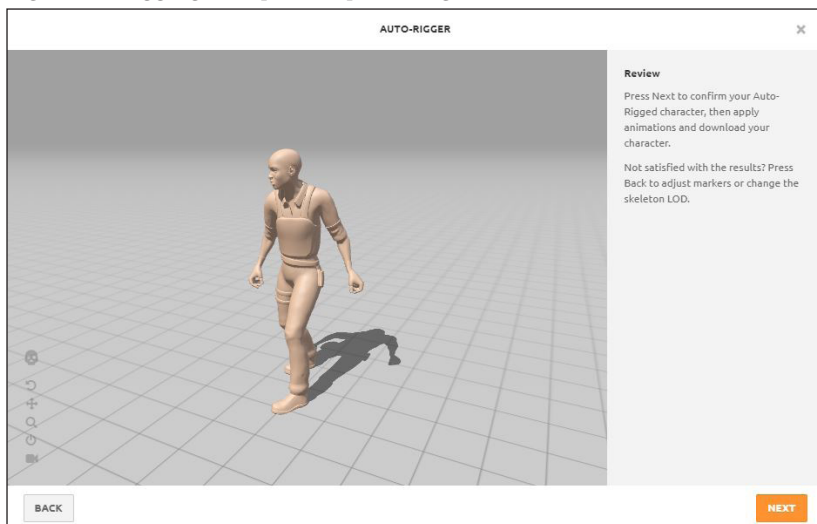 AUTO-RIGGER
Review
Press Next to confirm your Auto-
Rigged character, then apply
animations and download your
character.
Not satisfied with the results? Press
Back to adjust markers or change the
skeleton LOD.
BACK
NEXT